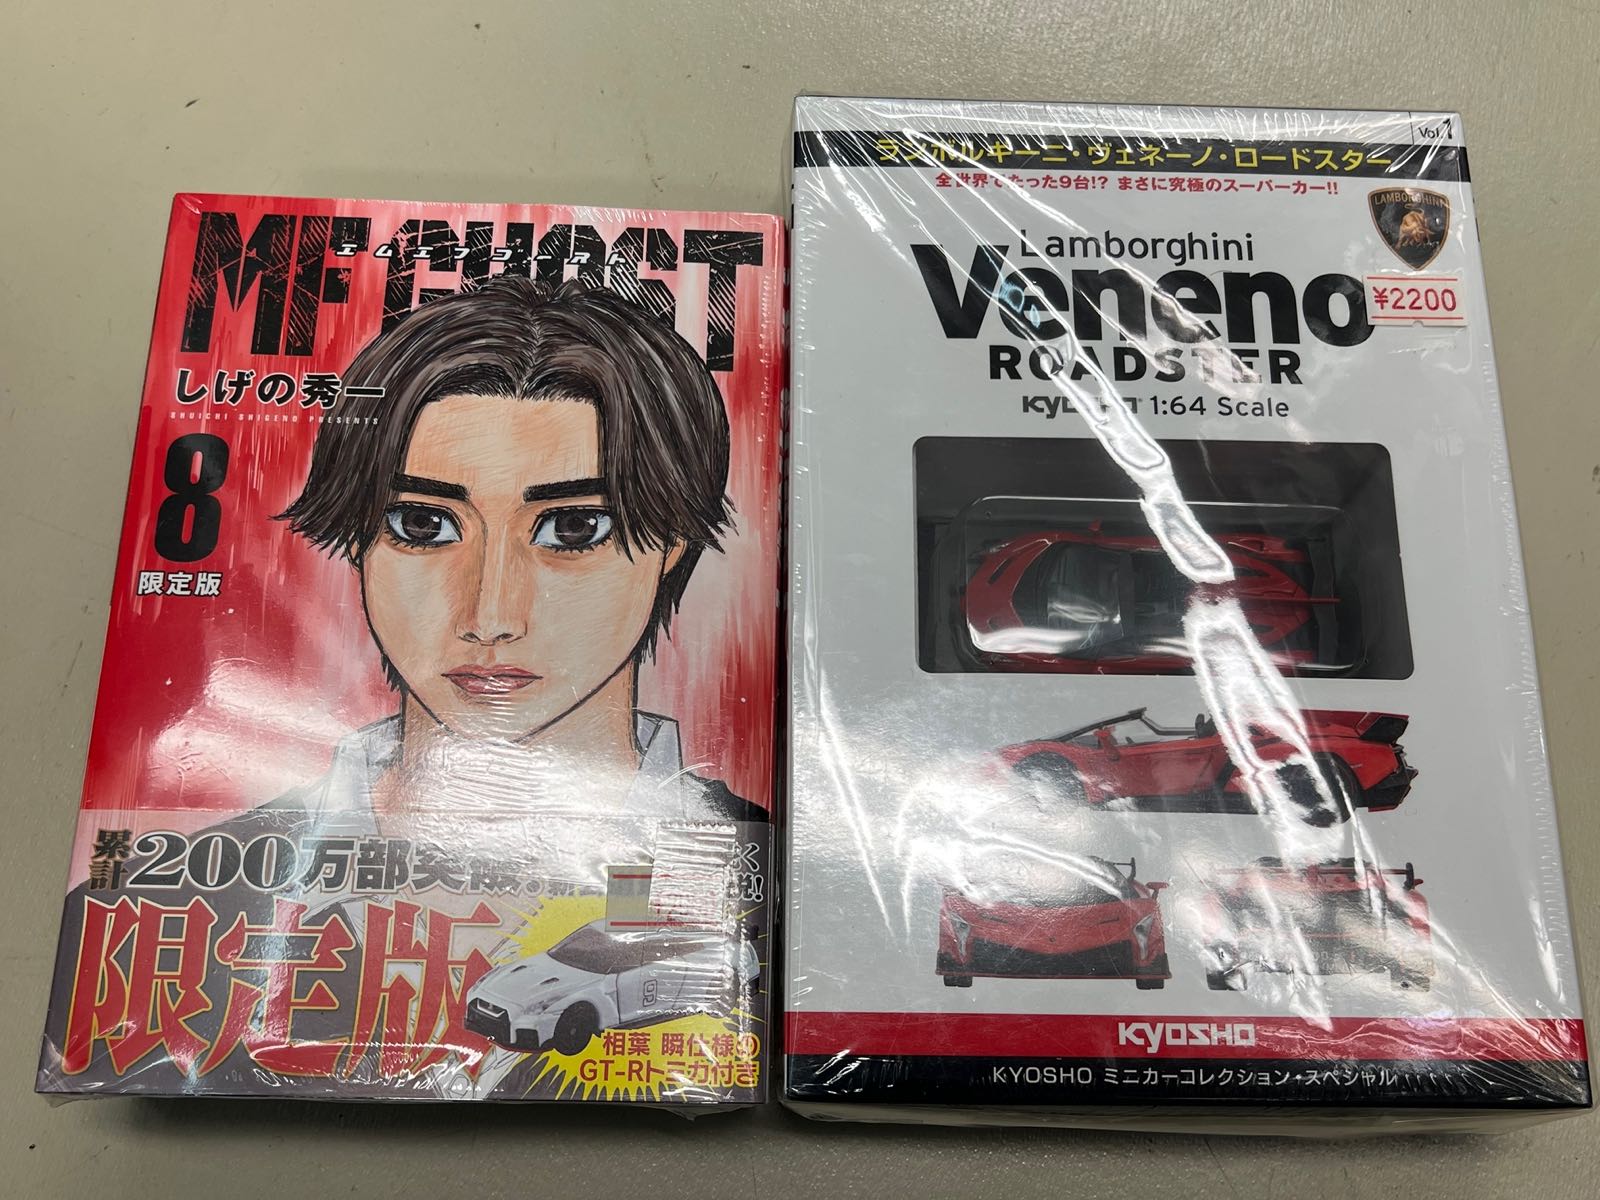 MF GHOST
エムエフゴースト
しげの秀一
SHUICHI SHIGENO PRESENTS
8
限定版
累計200万部突破。
限定版
9
相葉 瞬仕様の
GT-Rトミカ付き
Vol.1
ランボルギーニ・ヴェネーノ・ロードスター
全世界でたった9台!? まさに究極のスーパーカー!!
LAMBORGHINI
Lamborghini
Veneno
¥2200
ROADSTER
KYOSHO 1:64 Scale
KYOSHO
KYOSHO ミニカーコレクション・スペシャル